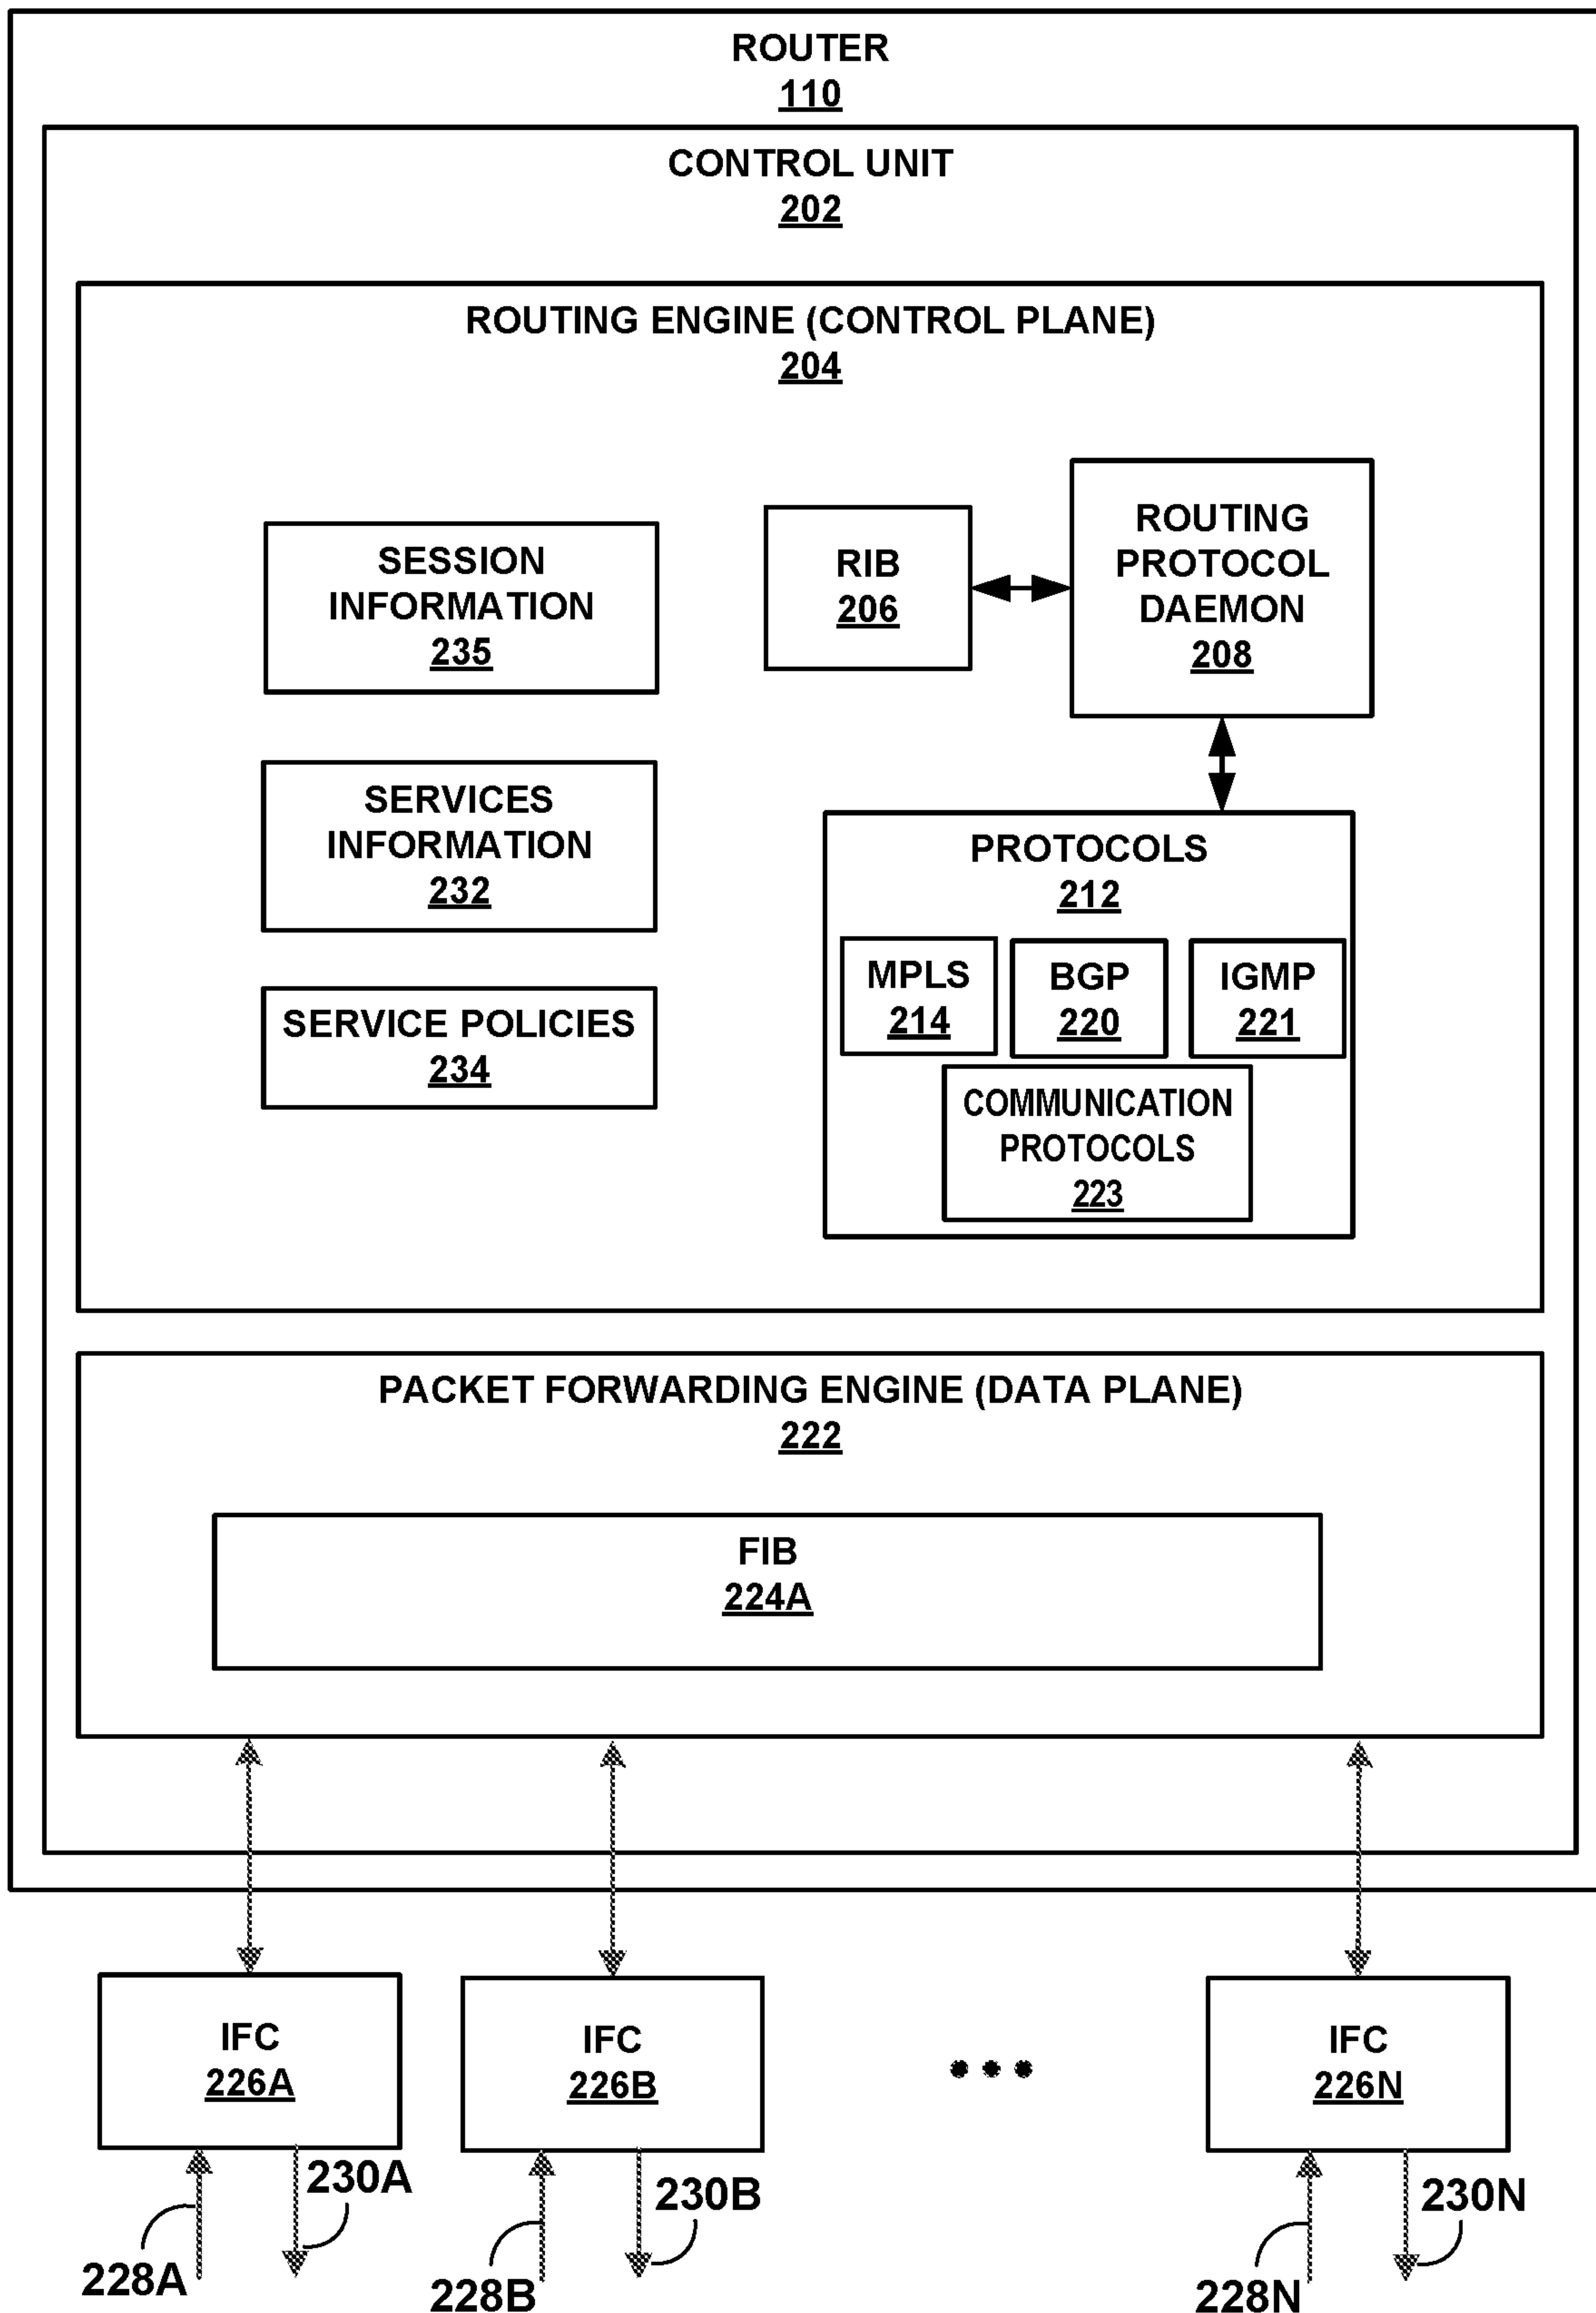 ROUTER
110
CONTROL UNIT
202
ROUTING ENGINE (CONTROL PLANE)
204
SESSION
INFORMATION
235
RIB
206
ROUTING
PROTOCOL
DAEMON
208
SERVICES
INFORMATION
232
SERVICE POLICIES
234
PROTOCOLS
212
MPLS
214
BGP
220
IGMP
221
COMMUNICATION
PROTOCOLS
223
PACKET FORWARDING ENGINE (DATA PLANE)
222
FIB
224A
IFC
226A
IFC
226B
IFC
226N
230A
230B
230N
228A
228B
228N